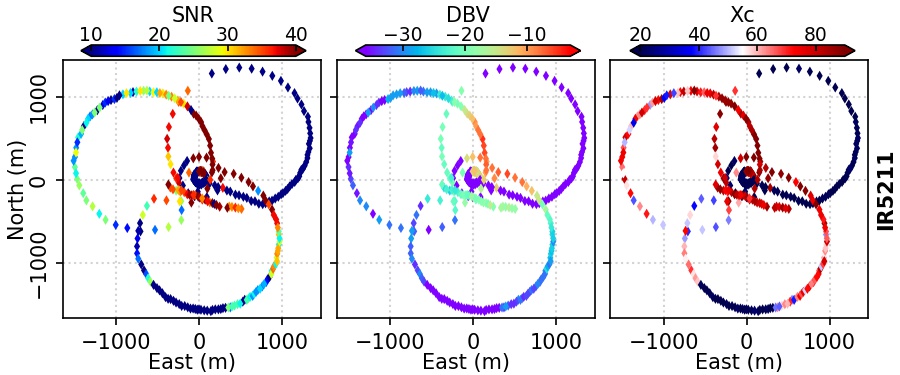 SNR
DBV
Xc
10 20 30 40
−30 −20 −10
20 40 60 80
North (m)
1000
0
−1000
−1000 0 1000
−1000 0 1000
−1000 0 1000
East (m)
East (m)
East (m)
IR5211